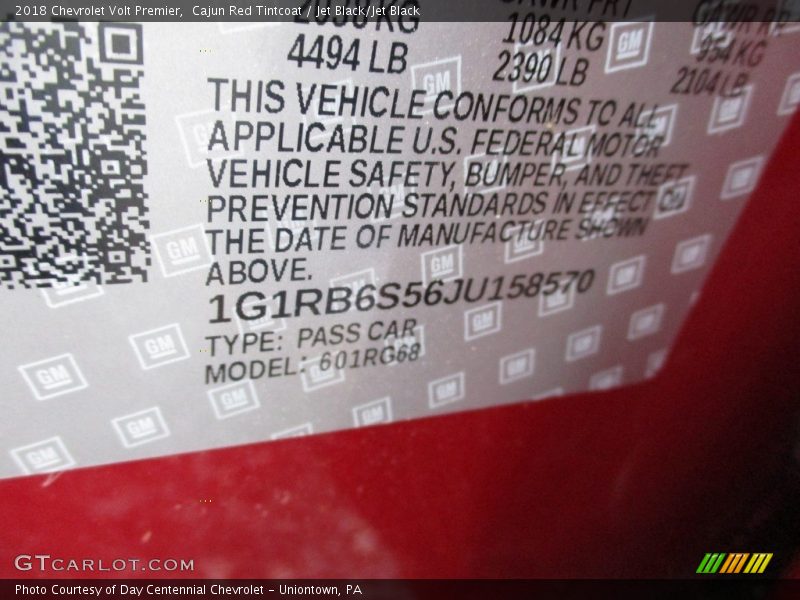 2018 Chevrolet Volt Premier, Cajun Red Tintcoat / Jet Black/Jet Black
KG
4494 LB
1084 KG
2390 LB
954 KG
2104 LB
THIS VEHICLE CONFORMS TO ALL
APPLICABLE U.S. FEDERAL MOTOR
VEHICLE SAFETY, BUMPER, AND THEFT
PREVENTION STANDARDS IN EFFECT ON
THE DATE OF MANUFACTURE SHOWN
ABOVE.
1G1RB6S56JU158570
TYPE: PASS CAR
MODEL: 601RG68
GM
GTCARLOT.COM
Photo Courtesy of Day Centennial Chevrolet - Uniontown, PA